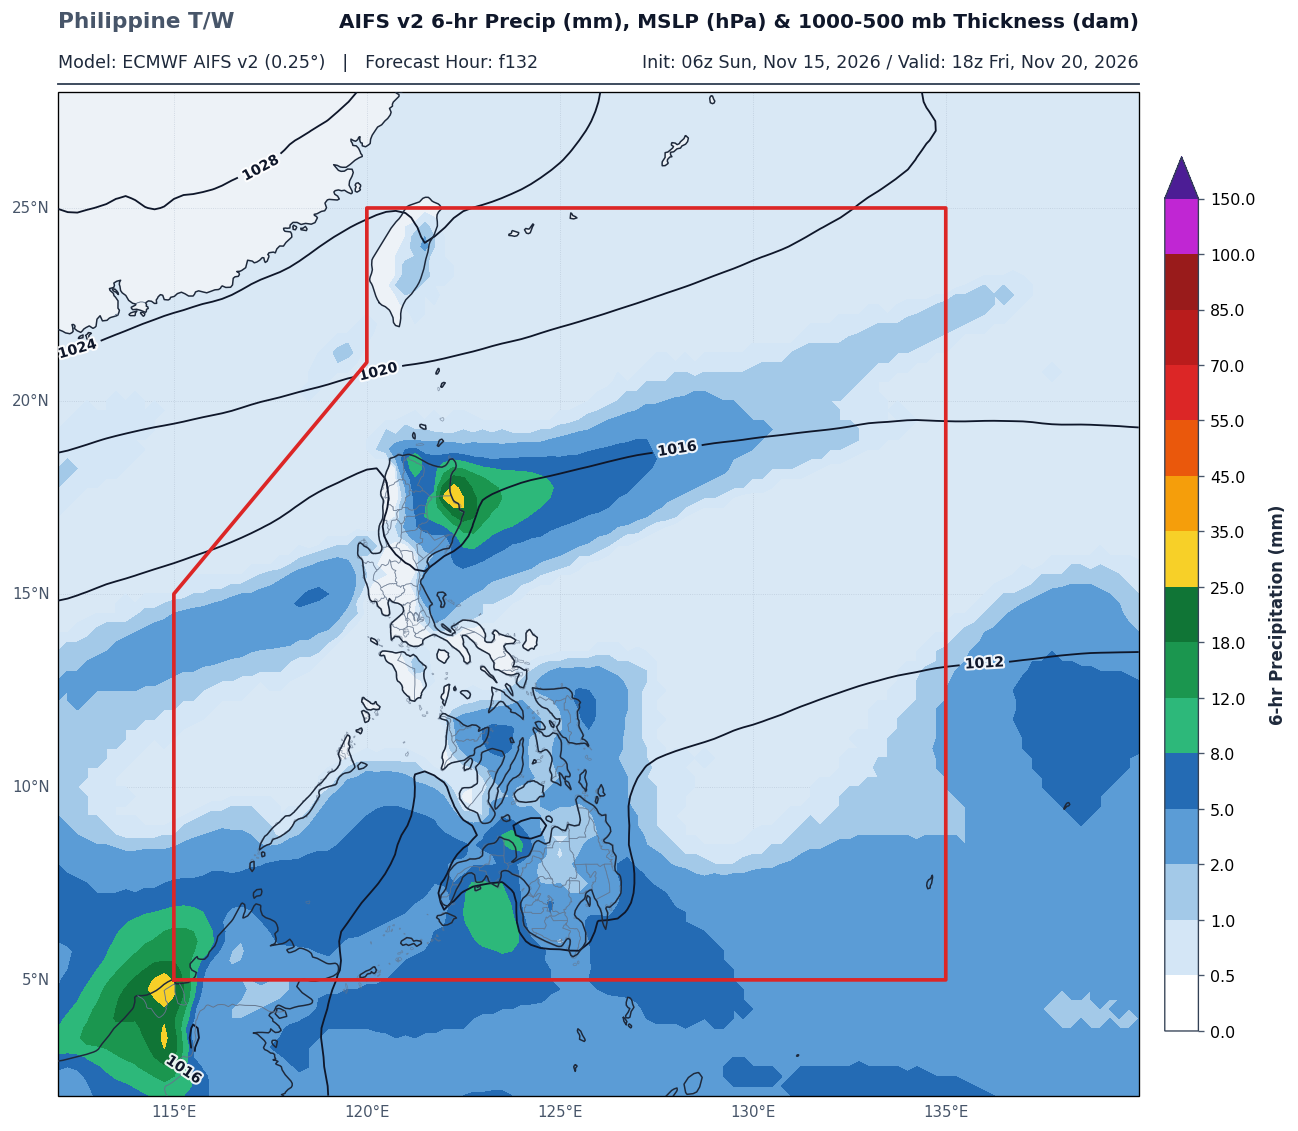 Philippine T/W
AIFS v2 6-hr Precip (mm), MSLP (hPa) & 1000-500 mb Thickness (dam)
Model: ECMWF AIFS v2 (0.25°) | Forecast Hour: f132
Init: 06z Sun, Nov 15, 2026 / Valid: 18z Fri, Nov 20, 2026
1028
25°N
1024
1020
20°N
1016
15°N
1012
10°N
5°N
1016
115°E
120°E
125°E
130°E
135°E
150.0
100.0
85.0
70.0
55.0
45.0
35.0
25.0
18.0
12.0
8.0
5.0
2.0
1.0
0.5
0.0
6-hr Precipitation (mm)